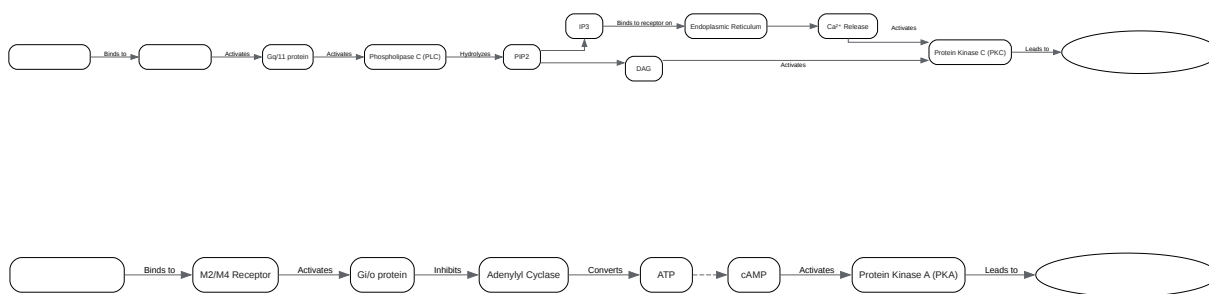 IP3
Binds to receptor on
Endoplasmic Reticulum
Ca²⁺ Release
Activates
Binds to
Activates
Gq/11 protein
Activates
Phospholipase C (PLC)
Hydrolyzes
PIP2
Protein Kinase C (PKC)
Leads to
DAG
Activates
Binds to
M2/M4 Receptor
Activates
Gi/o protein
Inhibits
Adenylyl Cyclase
Converts
ATP
cAMP
Activates
Protein Kinase A (PKA)
Leads to